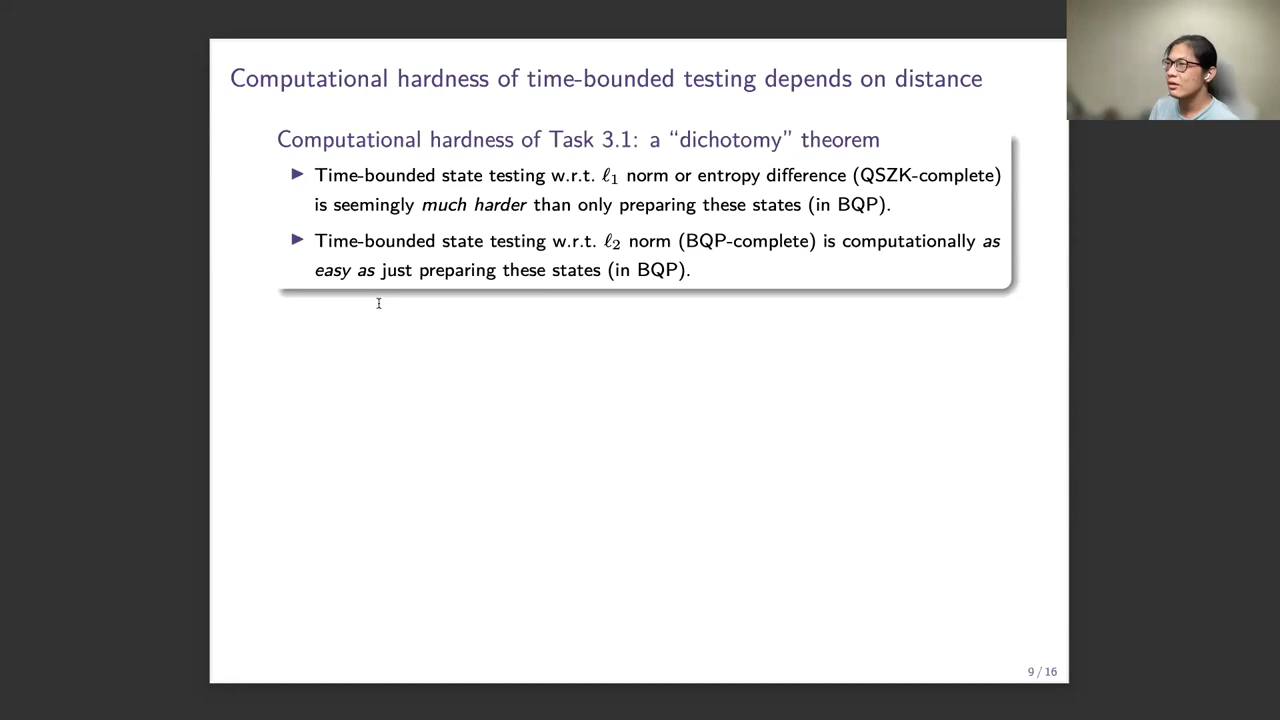 Computational hardness of time-bounded testing depends on distance
Computational hardness of Task 3.1: a “dichotomy” theorem
▶ Time-bounded state testing w.r.t. ℓ₁ norm or entropy difference (QSZK-complete)
is seemingly much harder than only preparing these states (in BQP).
▶ Time-bounded state testing w.r.t. ℓ₂ norm (BQP-complete) is computationally as
easy as just preparing these states (in BQP).
9 / 16